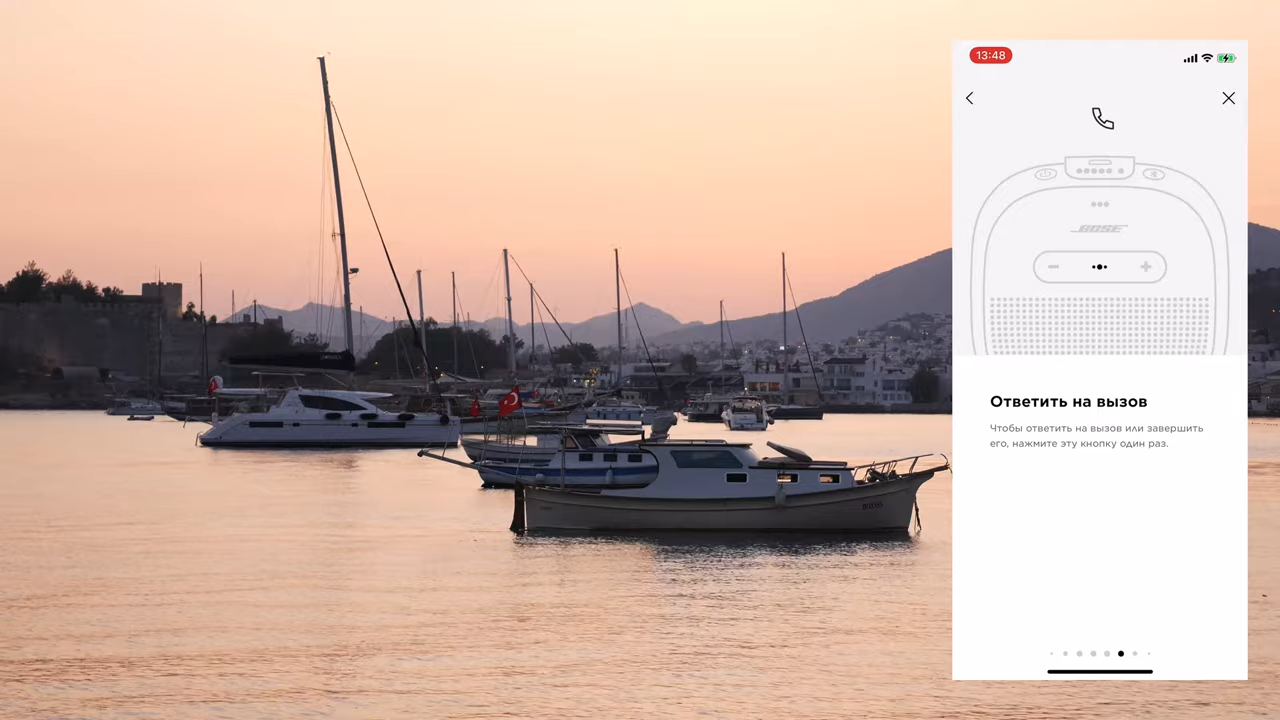 13:48
BOSE
Ответить на вызов
Чтобы ответить на вызов или завершить
его, нажмите эту кнопку один раз.